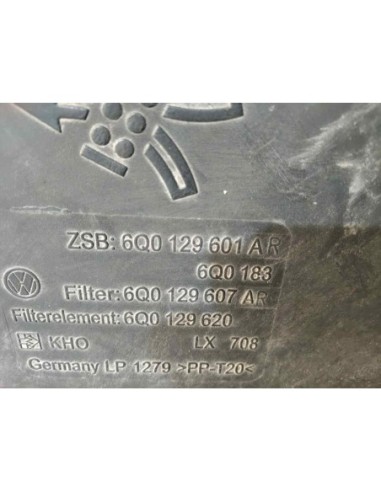 ZSB: 6Q0 129 601 AR
6Q0 183
Filter: 6Q0 129 607 AR
Filterelement: 6Q0 129 620
KHO LX 708
Germany LP 1279 >PP-T20<